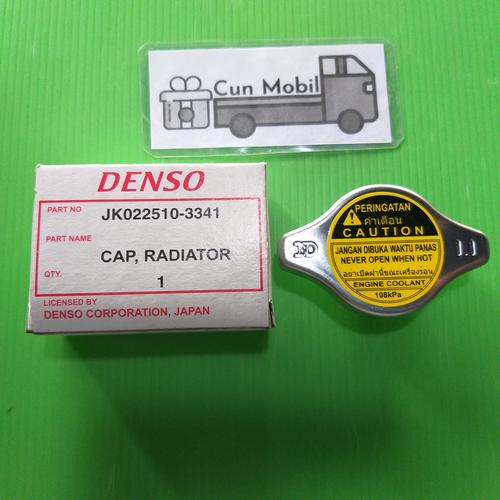 Cun Mobil
DENSO
PART NO JK022510-3341
PART NAME
CAP, RADIATOR
QTY. 1
LICENSED BY
DENSO CORPORATION, JAPAN
PERINGATAN
คำเตือน
CAUTION
JANGAN DIBUKA WAKTU PANAS
NEVER OPEN WHEN HOT
อย่าเปิดฝานี้ขณะเครื่องร้อน
ENGINE COOLANT
108kPa